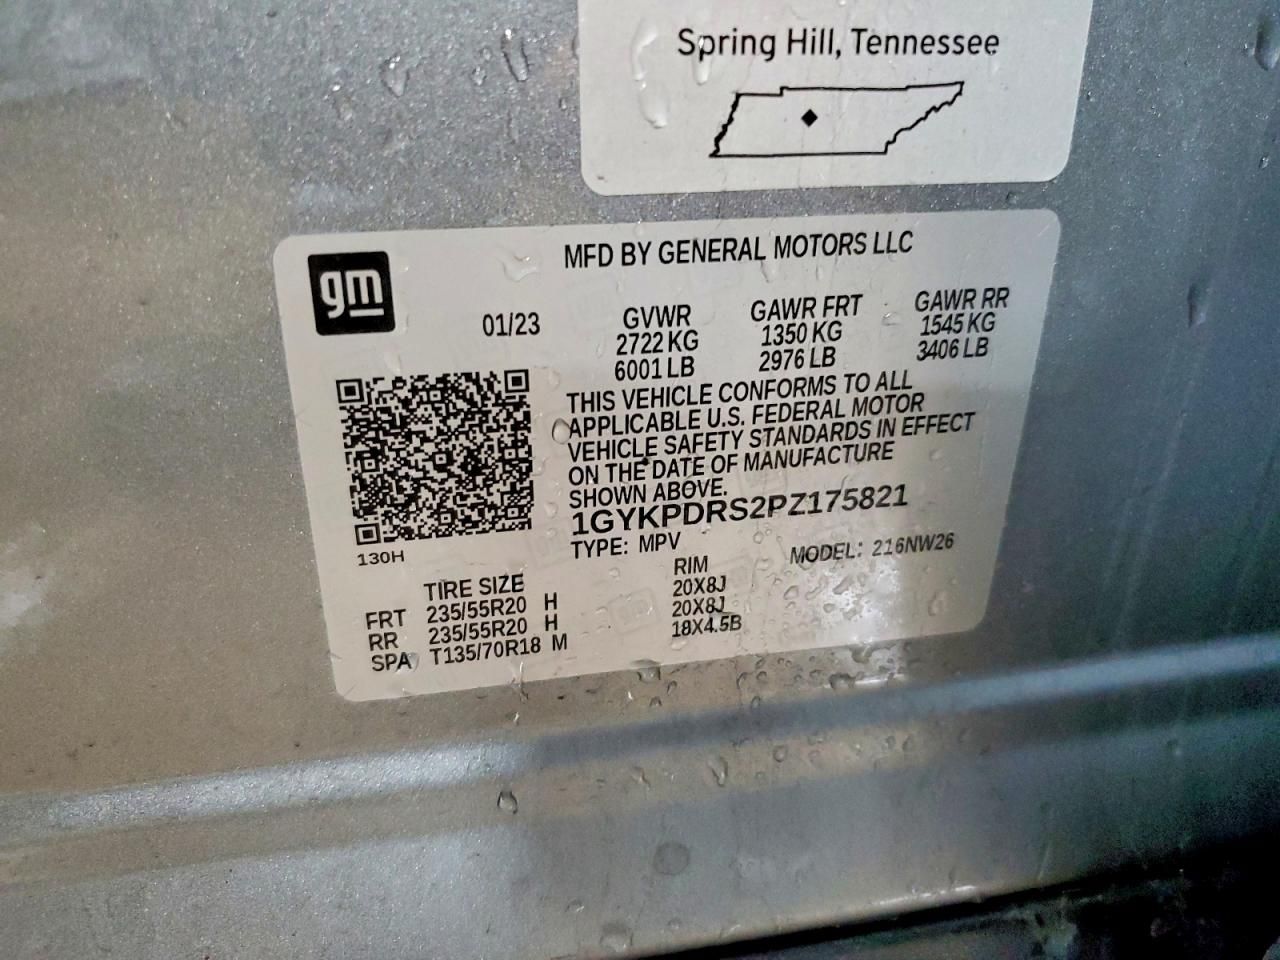 Spring Hill, Tennessee
MFD BY GENERAL MOTORS LLC
gm
01/23
GVWR GAWR FRT GAWR RR
2722 KG 1350 KG 1545 KG
6001 LB 2976 LB 3406 LB
THIS VEHICLE CONFORMS TO ALL
APPLICABLE U.S. FEDERAL MOTOR
VEHICLE SAFETY STANDARDS IN EFFECT
ON THE DATE OF MANUFACTURE
SHOWN ABOVE.
1GYKPDRS2PZ175821
130H
TYPE: MPV MODEL: 216NW26
TIRE SIZE RIM
FRT 235/55R20 H 20X8J
RR 235/55R20 H 20X8J
SPA T135/70R18 M 18X4.5B